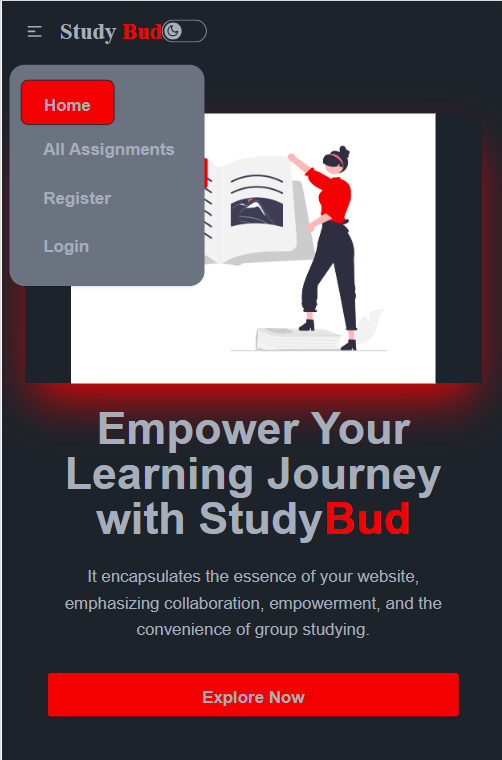 Study Bud
Home
All Assignments
Register
Login
Empower Your
Learning Journey
with StudyBud
It encapsulates the essence of your website,
emphasizing collaboration, empowerment, and the
convenience of group studying.
Explore Now